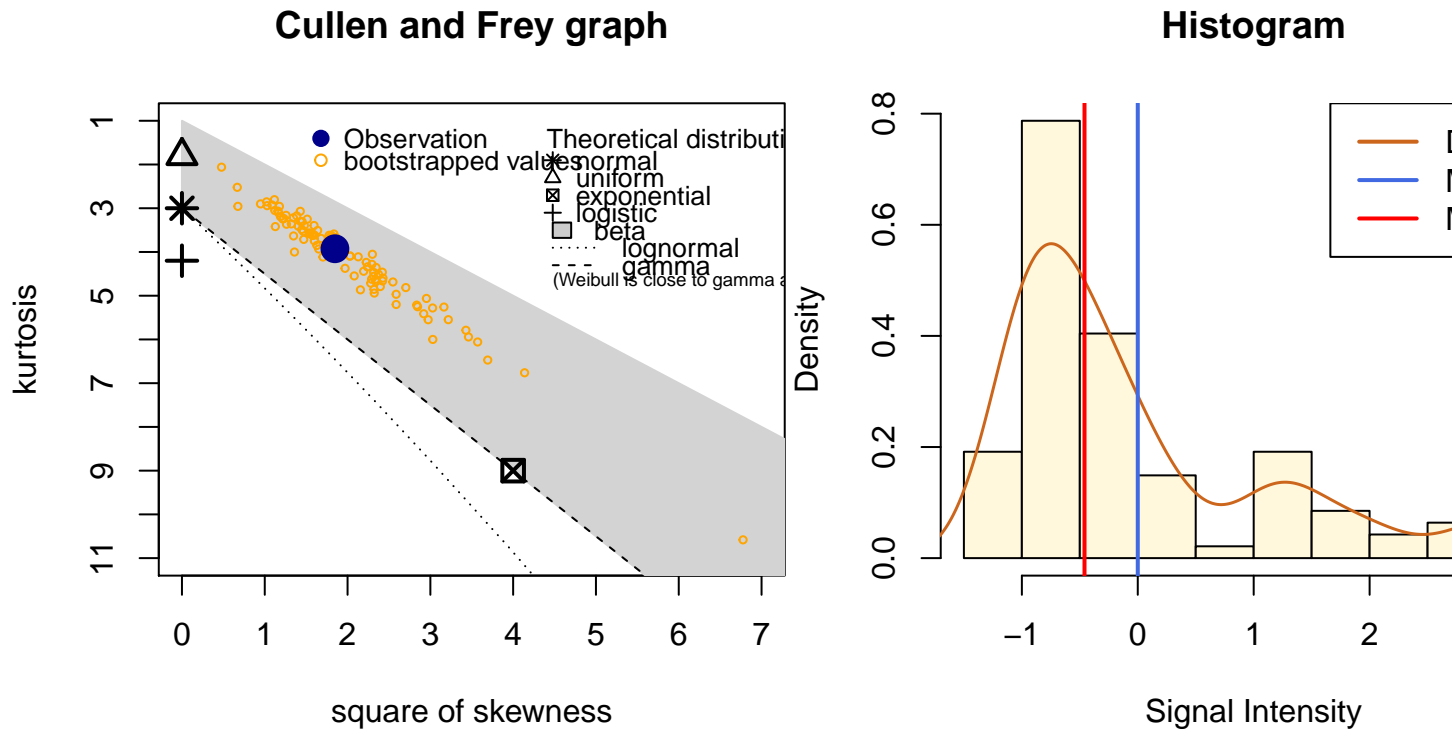 Cullen and Frey graph
Observation
bootstrapped values
Theoretical distributi
normal
uniform
exponential
logistic
beta
lognormal
gamma
(Weibull is close to gamma a
kurtosis
1
3
5
7
9
11
0 1 2 3 4 5 6 7
square of skewness
Histogram
D
M
M
Density
0.8
0.6
0.4
0.2
0.0
−1 0 1 2
Signal Intensity